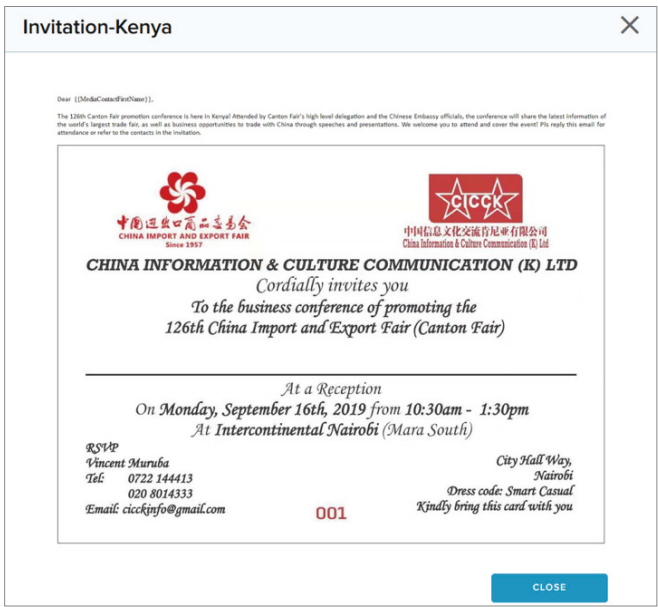 Invitation-Kenya
Dear {{MediaContactFirstName}},
The 126th Canton Fair promotion conference is here in Kenya! Attended by Canton Fair's high level delegation and the Chinese Embassy officials, the conference will share the latest information of
the world's largest trade fair, as well as business opportunities to trade with China through speeches and presentations. We welcome you to attend and cover the event! Pls reply this email for
attendance or refer to the contacts in the invitation.
中国进出口商品交易会
CHINA IMPORT AND EXPORT FAIR
Since 1957
CICCK
中国信息文化交流肯尼亚有限公司
China Information & Culture Communication (K) Ltd
CHINA INFORMATION & CULTURE COMMUNICATION (K) LTD
Cordially invites you
To the business conference of promoting the
126th China Import and Export Fair (Canton Fair)
At a Reception
On Monday, September 16th, 2019 from 10:30am - 1:30pm
At Intercontinental Nairobi (Mara South)
RSVP
Vincent Muruba
Tel: 0722 144413
020 8014333
Email: cicckinfo@gmail.com
001
City Hall Way,
Nairobi
Dress code: Smart Casual
Kindly bring this card with you
CLOSE